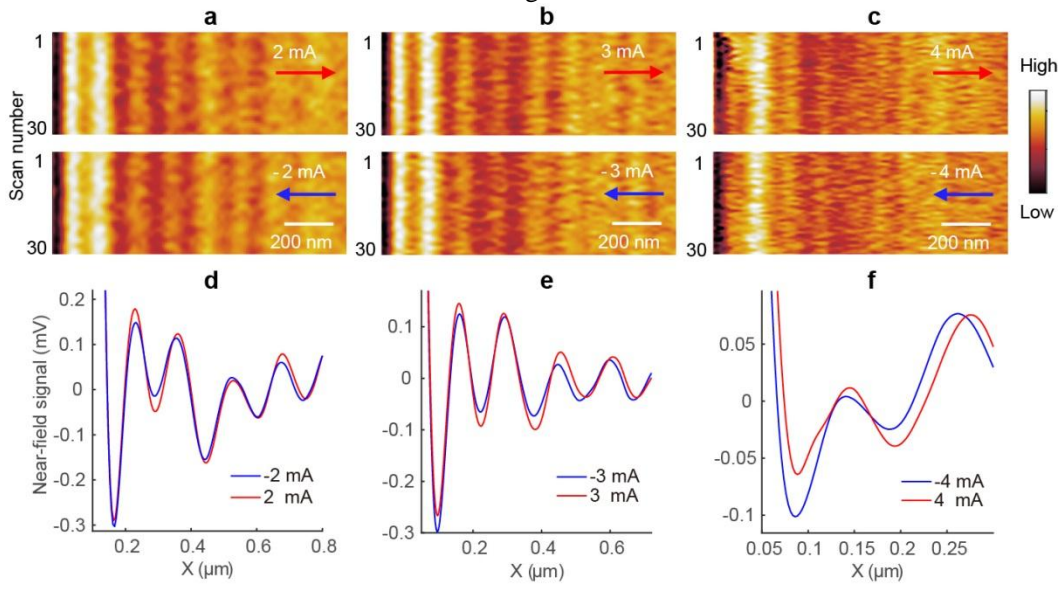 a b c
1 2 mA 1 3 mA 1 4 mA High
30 30 30
Scan number
1 -2 mA 1 -3 mA 1 -4 mA
200 nm 200 nm 200 nm Low
30 30 30
d e f
Near-field signal (mV)
0.2
0.1
0
-0.1
-0.2
-0.3
-2 mA
2 mA
0.2 0.4 0.6 0.8
X (μm)
0.1
0
-0.1
-0.2
-0.3
-3 mA
3 mA
0.2 0.4 0.6
X (μm)
0.05
0
-0.05
-0.1
-4 mA
4 mA
0.05 0.1 0.15 0.2 0.25
X (μm)